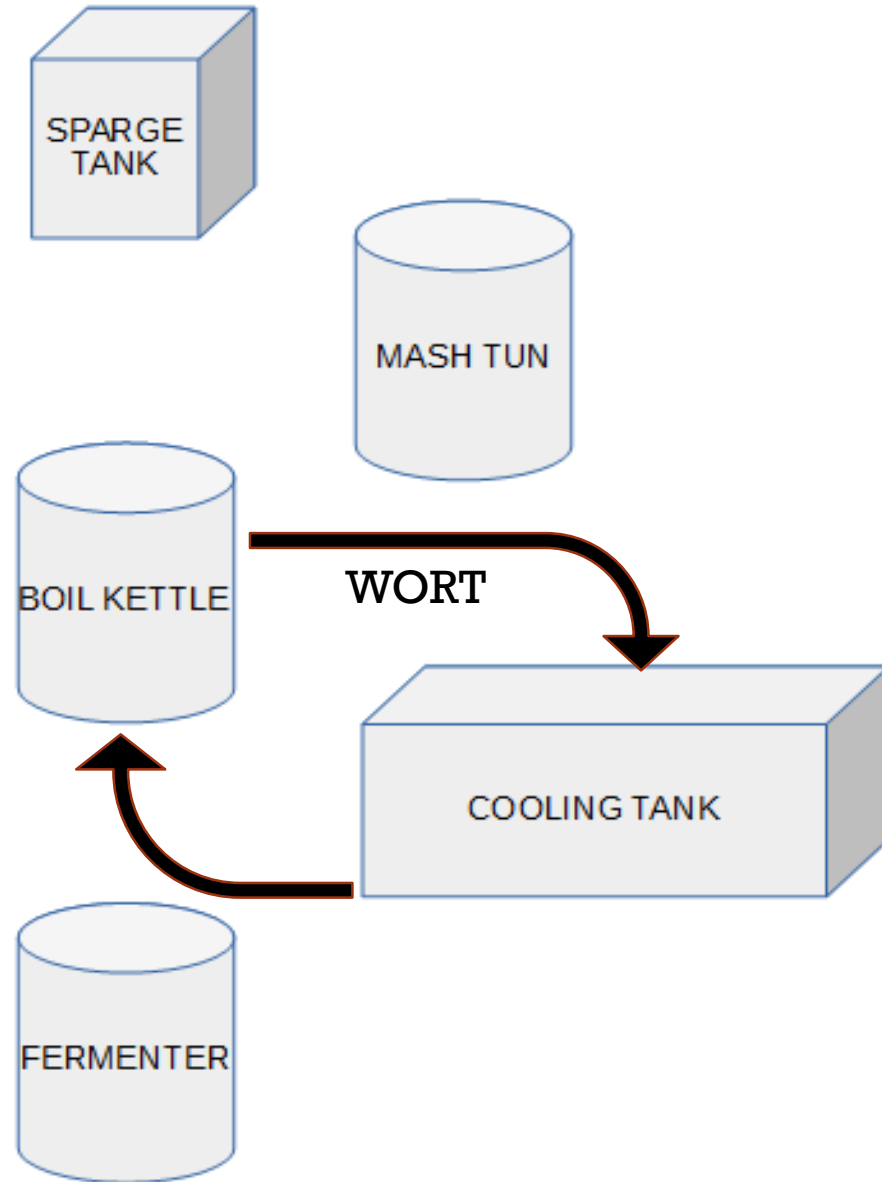 SPARGE
TANK
MASH TUN
BOIL KETTLE
WORT
COOLING TANK
FERMENTER